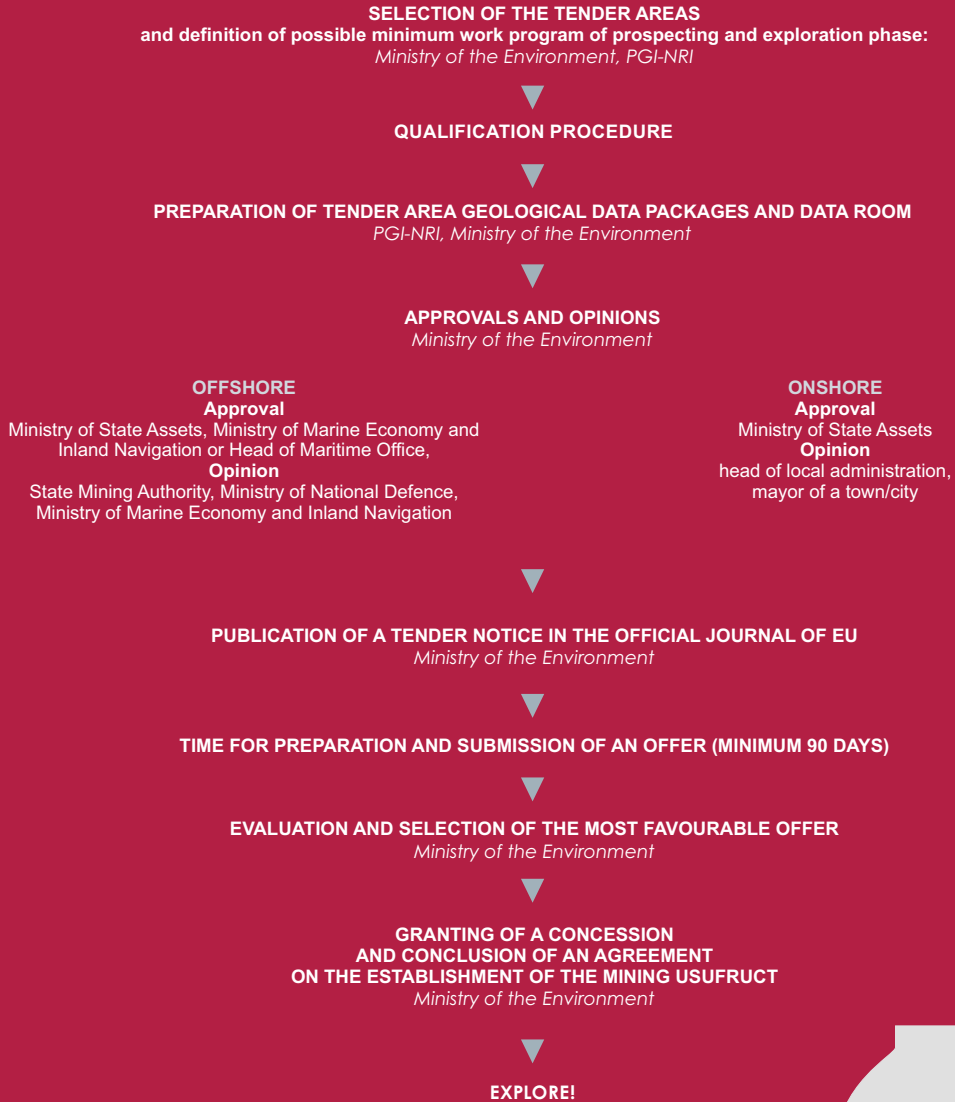 SELECTION OF THE TENDER AREAS
and definition of possible minimum work program of prospecting and exploration phase:
Ministry of the Environment, PGI-NRI
QUALIFICATION PROCEDURE
PREPARATION OF TENDER AREA GEOLOGICAL DATA PACKAGES AND DATA ROOM
PGI-NRI, Ministry of the Environment
APPROVALS AND OPINIONS
Ministry of the Environment
OFFSHORE
Approval
Ministry of State Assets, Ministry of Marine Economy and
Inland Navigation or Head of Maritime Office,
Opinion
State Mining Authority, Ministry of National Defence,
Ministry of Marine Economy and Inland Navigation
ONSHORE
Approval
Ministry of State Assets
Opinion
head of local administration,
mayor of a town/city
PUBLICATION OF A TENDER NOTICE IN THE OFFICIAL JOURNAL OF EU
Ministry of the Environment
TIME FOR PREPARATION AND SUBMISSION OF AN OFFER (MINIMUM 90 DAYS)
EVALUATION AND SELECTION OF THE MOST FAVOURABLE OFFER
Ministry of the Environment
GRANTING OF A CONCESSION
AND CONCLUSION OF AN AGREEMENT
ON THE ESTABLISHMENT OF THE MINING USUFRUCT
Ministry of the Environment
EXPLORE!